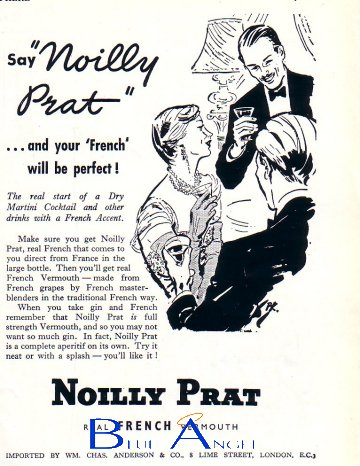 Say "Noilly
Prat"
...and your 'French'
will be perfect!
The real start of a Dry
Martini Cocktail and other
drinks with a French Accent.
Make sure you get Noilly
Prat, real French that comes to
you direct from France in the
large bottle. Then you'll get real
French Vermouth — made from
French grapes by French master-
blenders in the traditional French way.
When you take gin and French
remember that Noilly Prat is full
strength Vermouth, and so you may not
want so much gin. In fact, Noilly Prat
is a complete aperitif on its own. Try it
neat or with a splash — you'll like it!
NOILLY PRAT
REAL FRENCH VERMOUTH
BLUE ANGEL
IMPORTED BY WM. CHAS. ANDERSON & CO., 8 LIME STREET, LONDON, E.C.3